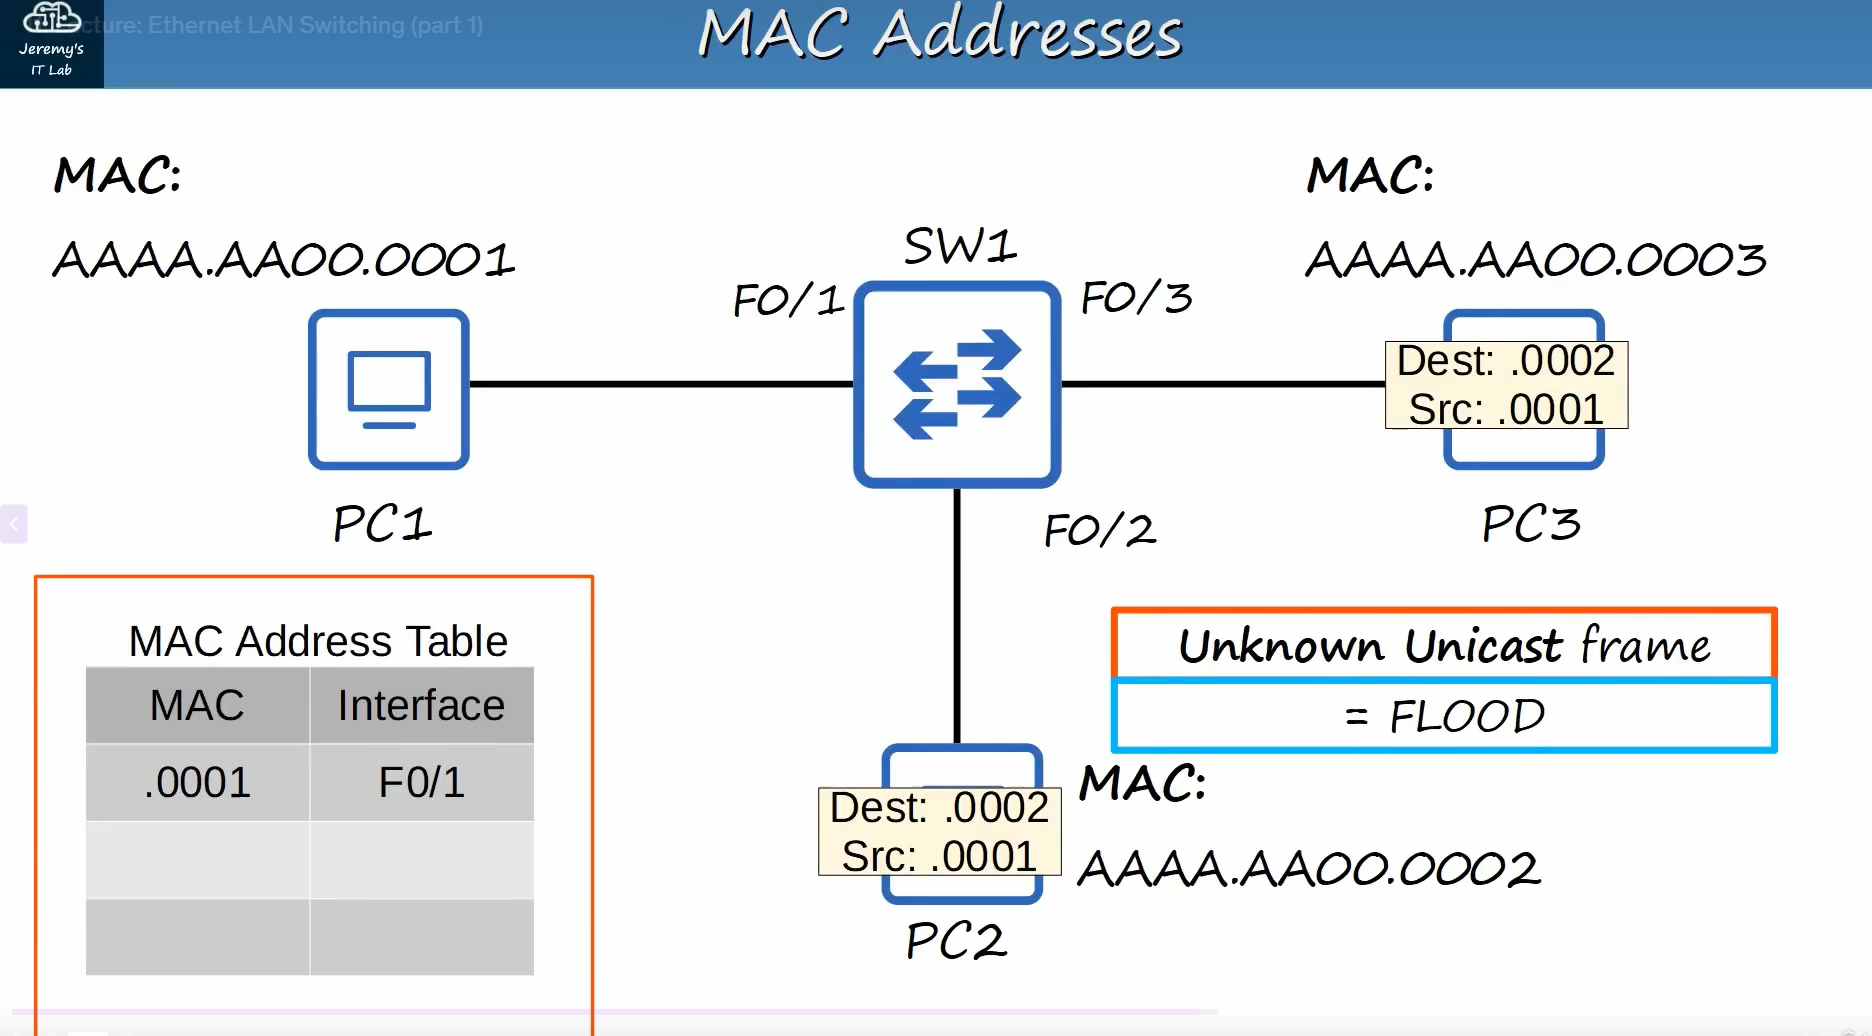 Jeremy's
IT Lab
cture: Ethernet LAN Switching (part 1)
MAC Addresses
MAC:
AAAA.AA00.0001
PC1
SW1
F0/1
F0/3
F0/2
MAC:
AAAA.AA00.0003
Dest: .0002
Src: .0001
PC3
MAC Address Table
MAC Interface
.0001 F0/1
Unknown Unicast frame
= FLOOD
Dest: .0002
Src: .0001
MAC:
AAAA.AA00.0002
PC2